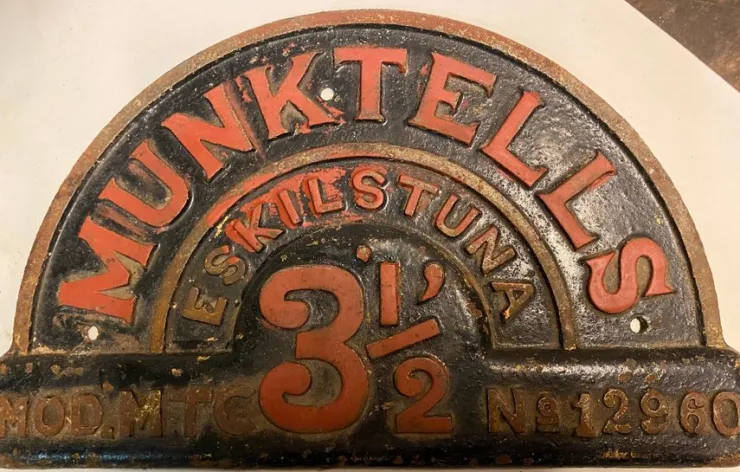 MUNKTELLS
ESKILSTUNA
3 1/2
MOD. MTC No 12960